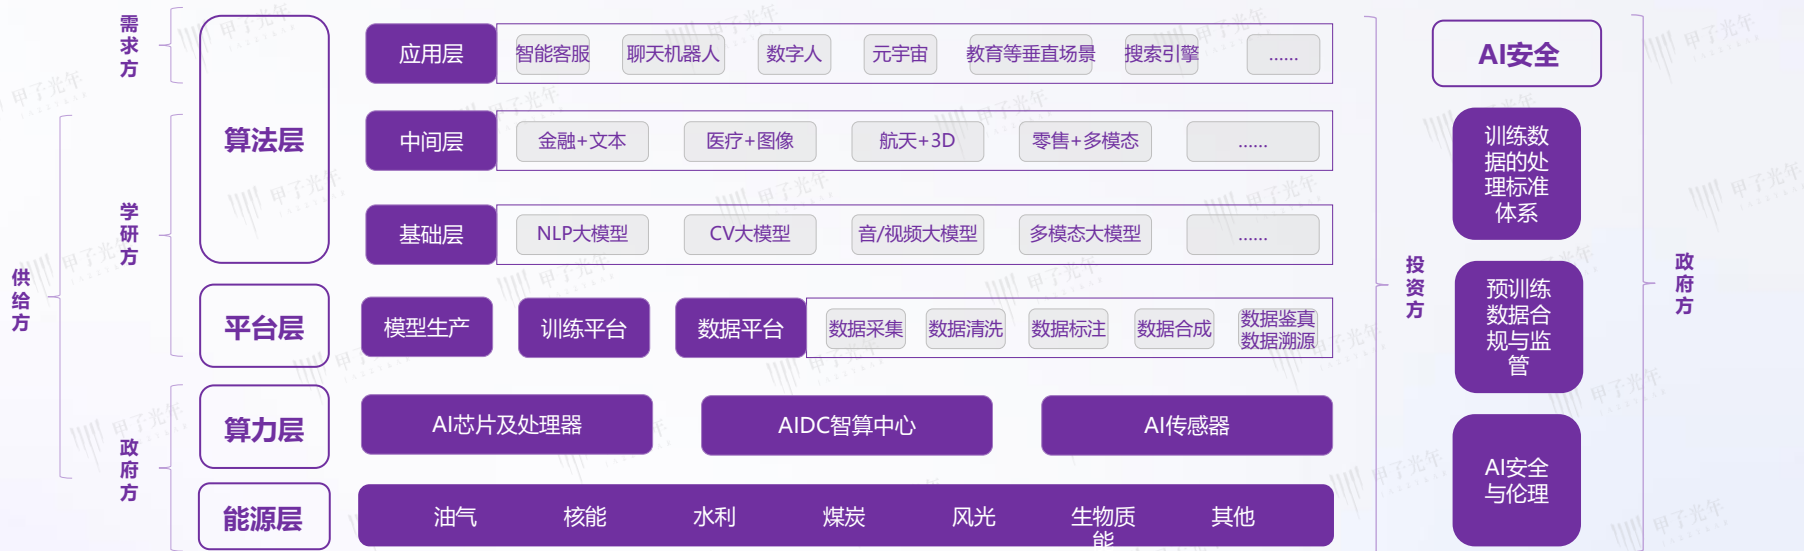 需求方
供给方
学研方
政府方
算法层
应用层
智能客服
聊天机器人
数字人
元宇宙
教育等垂直场景
搜索引擎
......
中间层
金融+文本
医疗+图像
航天+3D
零售+多模态
......
基础层
NLP大模型
CV大模型
音/视频大模型
多模态大模型
......
平台层
模型生产
训练平台
数据平台
数据采集
数据清洗
数据标注
数据合成
数据鉴真
数据溯源
算力层
AI芯片及处理器
AIDC智算中心
AI传感器
能源层
油气
核能
水利
煤炭
风光
生物质
能
其他
投资方
AI安全
训练数
据的处
理标准
体系
预训练
数据合
规与监
管
AI安全
与伦理
政府方
甲子光年